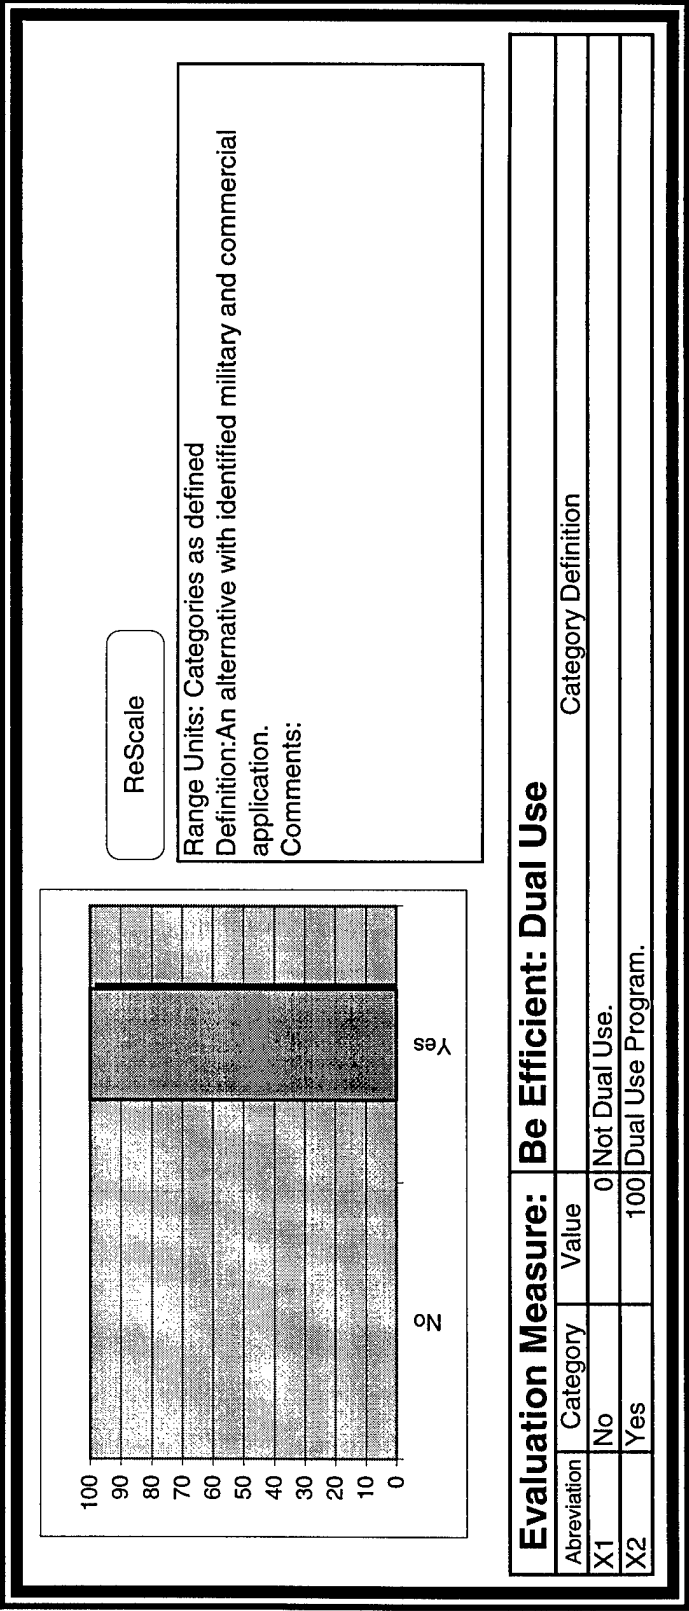 100
90
80
70
60
50
40
30
20
10
0
No
Yes
ReScale
Range Units: Categories as defined
Definition:An alternative with identified military and commercial
application.
Comments:
Evaluation Measure: Be Efficient: Dual Use
Abreviation Category Value Category Definition
X1 No 0 Not Dual Use.
X2 Yes 100 Dual Use Program.